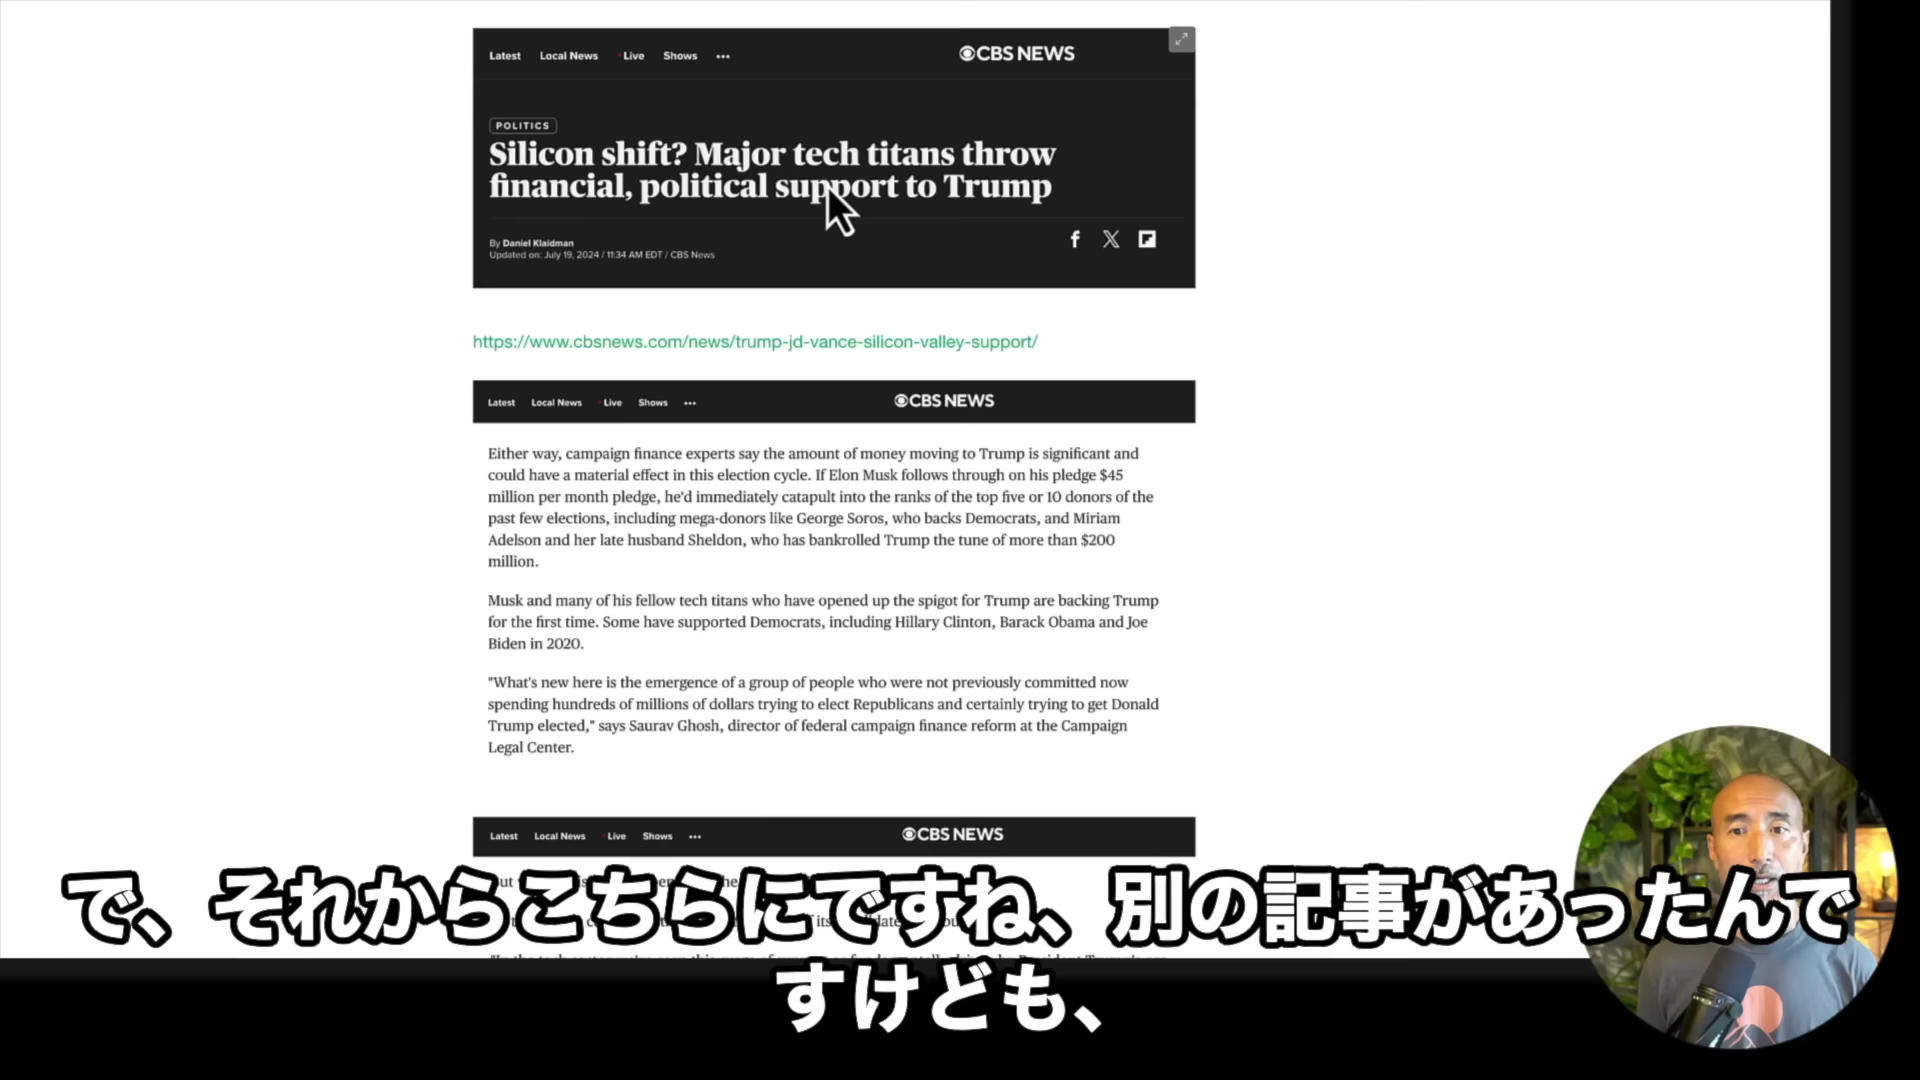 Latest Local News Live Shows ••• CBS NEWS
POLITICS
Silicon shift? Major tech titans throw
financial, political support to Trump
By Daniel Klaidman
Updated on: July 19, 2024 / 11:34 AM EDT / CBS News
https://www.cbsnews.com/news/trump-jd-vance-silicon-valley-support/
Latest Local News Live Shows ••• CBS NEWS
Either way, campaign finance experts say the amount of money moving to Trump is significant and
could have a material effect in this election cycle. If Elon Musk follows through on his pledge $45
million per month pledge, he'd immediately catapult into the ranks of the top five or 10 donors of the
past few elections, including mega-donors like George Soros, who backs Democrats, and Miriam
Adelson and her late husband Sheldon, who has bankrolled Trump the tune of more than $200
million.
Musk and many of his fellow tech titans who have opened up the spigot for Trump are backing Trump
for the first time. Some have supported Democrats, including Hillary Clinton, Barack Obama and Joe
Biden in 2020.
"What's new here is the emergence of a group of people who were not previously committed now
spending hundreds of millions of dollars trying to elect Republicans and certainly trying to get Donald
Trump elected," says Saurav Ghosh, director of federal campaign finance reform at the Campaign
Legal Center.
Latest Local News Live Shows ••• CBS NEWS
で、それからこちらにですね、別の記事があったんで
すけども、